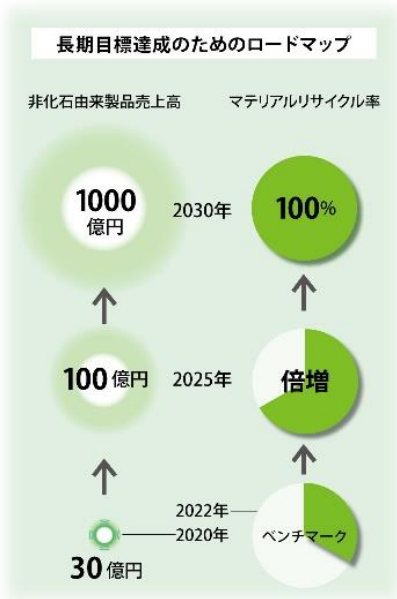 長期目標達成のためのロードマップ
非化石由来製品売上高 マテリアルリサイクル率
1000
億円
2030年
100%
100億円
2025年
倍増
2022年
2020年
ベンチマーク
30億円